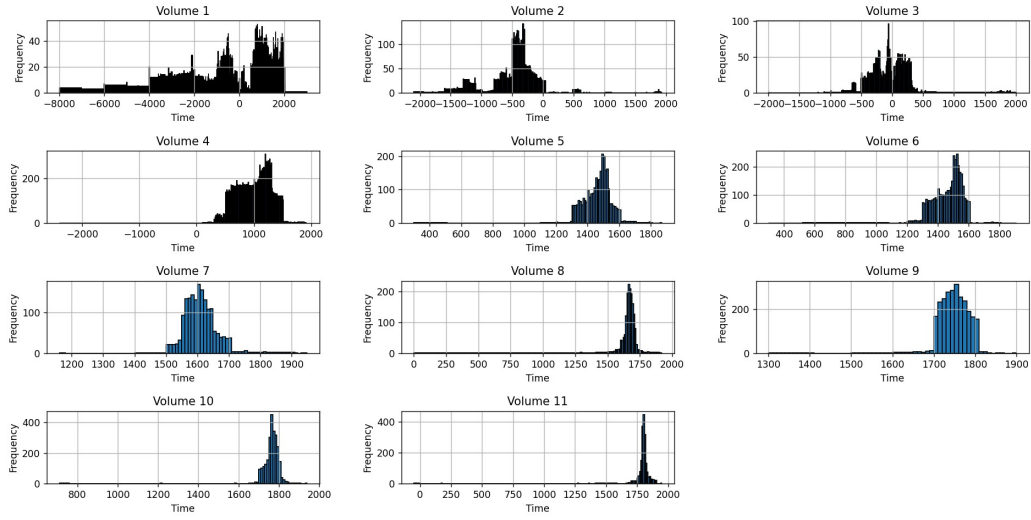 Volume 1
Frequency
40
20
0
−8000 −6000 −4000 −2000 0 2000
Time
Volume 2
Frequency
100
50
0
−2000 −1500 −1000 −500 0 500 1000 1500 2000
Time
Volume 3
Frequency
100
50
0
−2000 −1500 −1000 −500 0 500 1000 1500 2000
Time
Volume 4
Frequency
200
0
−2000 −1000 0 1000 2000
Time
Volume 5
Frequency
200
100
0
400 600 800 1000 1200 1400 1600 1800
Time
Volume 6
Frequency
200
100
0
400 600 800 1000 1200 1400 1600 1800
Time
Volume 7
Frequency
100
0
1200 1300 1400 1500 1600 1700 1800 1900
Time
Volume 8
Frequency
200
100
0
0 250 500 750 1000 1250 1500 1750 2000
Time
Volume 9
Frequency
200
0
1300 1400 1500 1600 1700 1800 1900
Time
Volume 10
Frequency
400
200
0
800 1000 1200 1400 1600 1800 2000
Time
Volume 11
Frequency
400
200
0
0 250 500 750 1000 1250 1500 1750 2000
Time